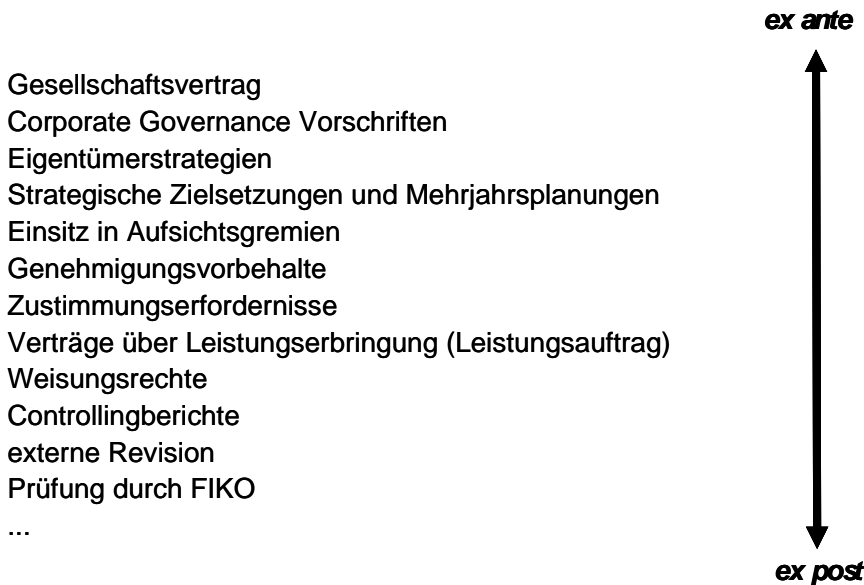 ex ante
Gesellschaftsvertrag
Corporate Governance Vorschriften
Eigentümerstrategien
Strategische Zielsetzungen und Mehrjahrsplanungen
Einsitz in Aufsichtsgremien
Genehmigungsvorbehalte
Zustimmungserfordernisse
Verträge über Leistungserbringung (Leistungsauftrag)
Weisungsrechte
Controllingberichte
externe Revision
Prüfung durch FIKO
...
ex post